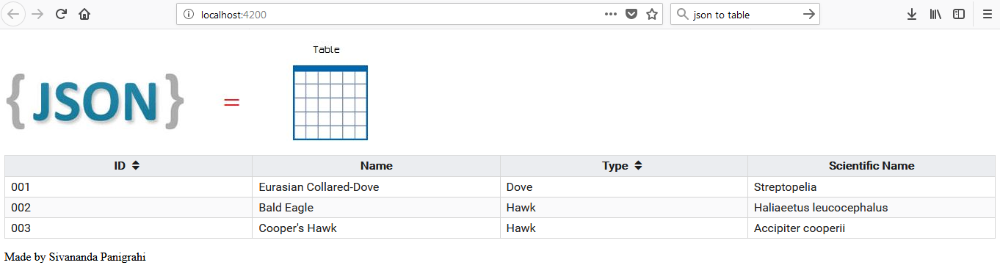 localhost:4200
json to table
Table
{JSON} =
ID Name Type Scientific Name
001 Eurasian Collared-Dove Dove Streptopelia
002 Bald Eagle Hawk Haliaeetus leucocephalus
003 Cooper's Hawk Hawk Accipiter cooperii
Made by Sivananda Panigrahi